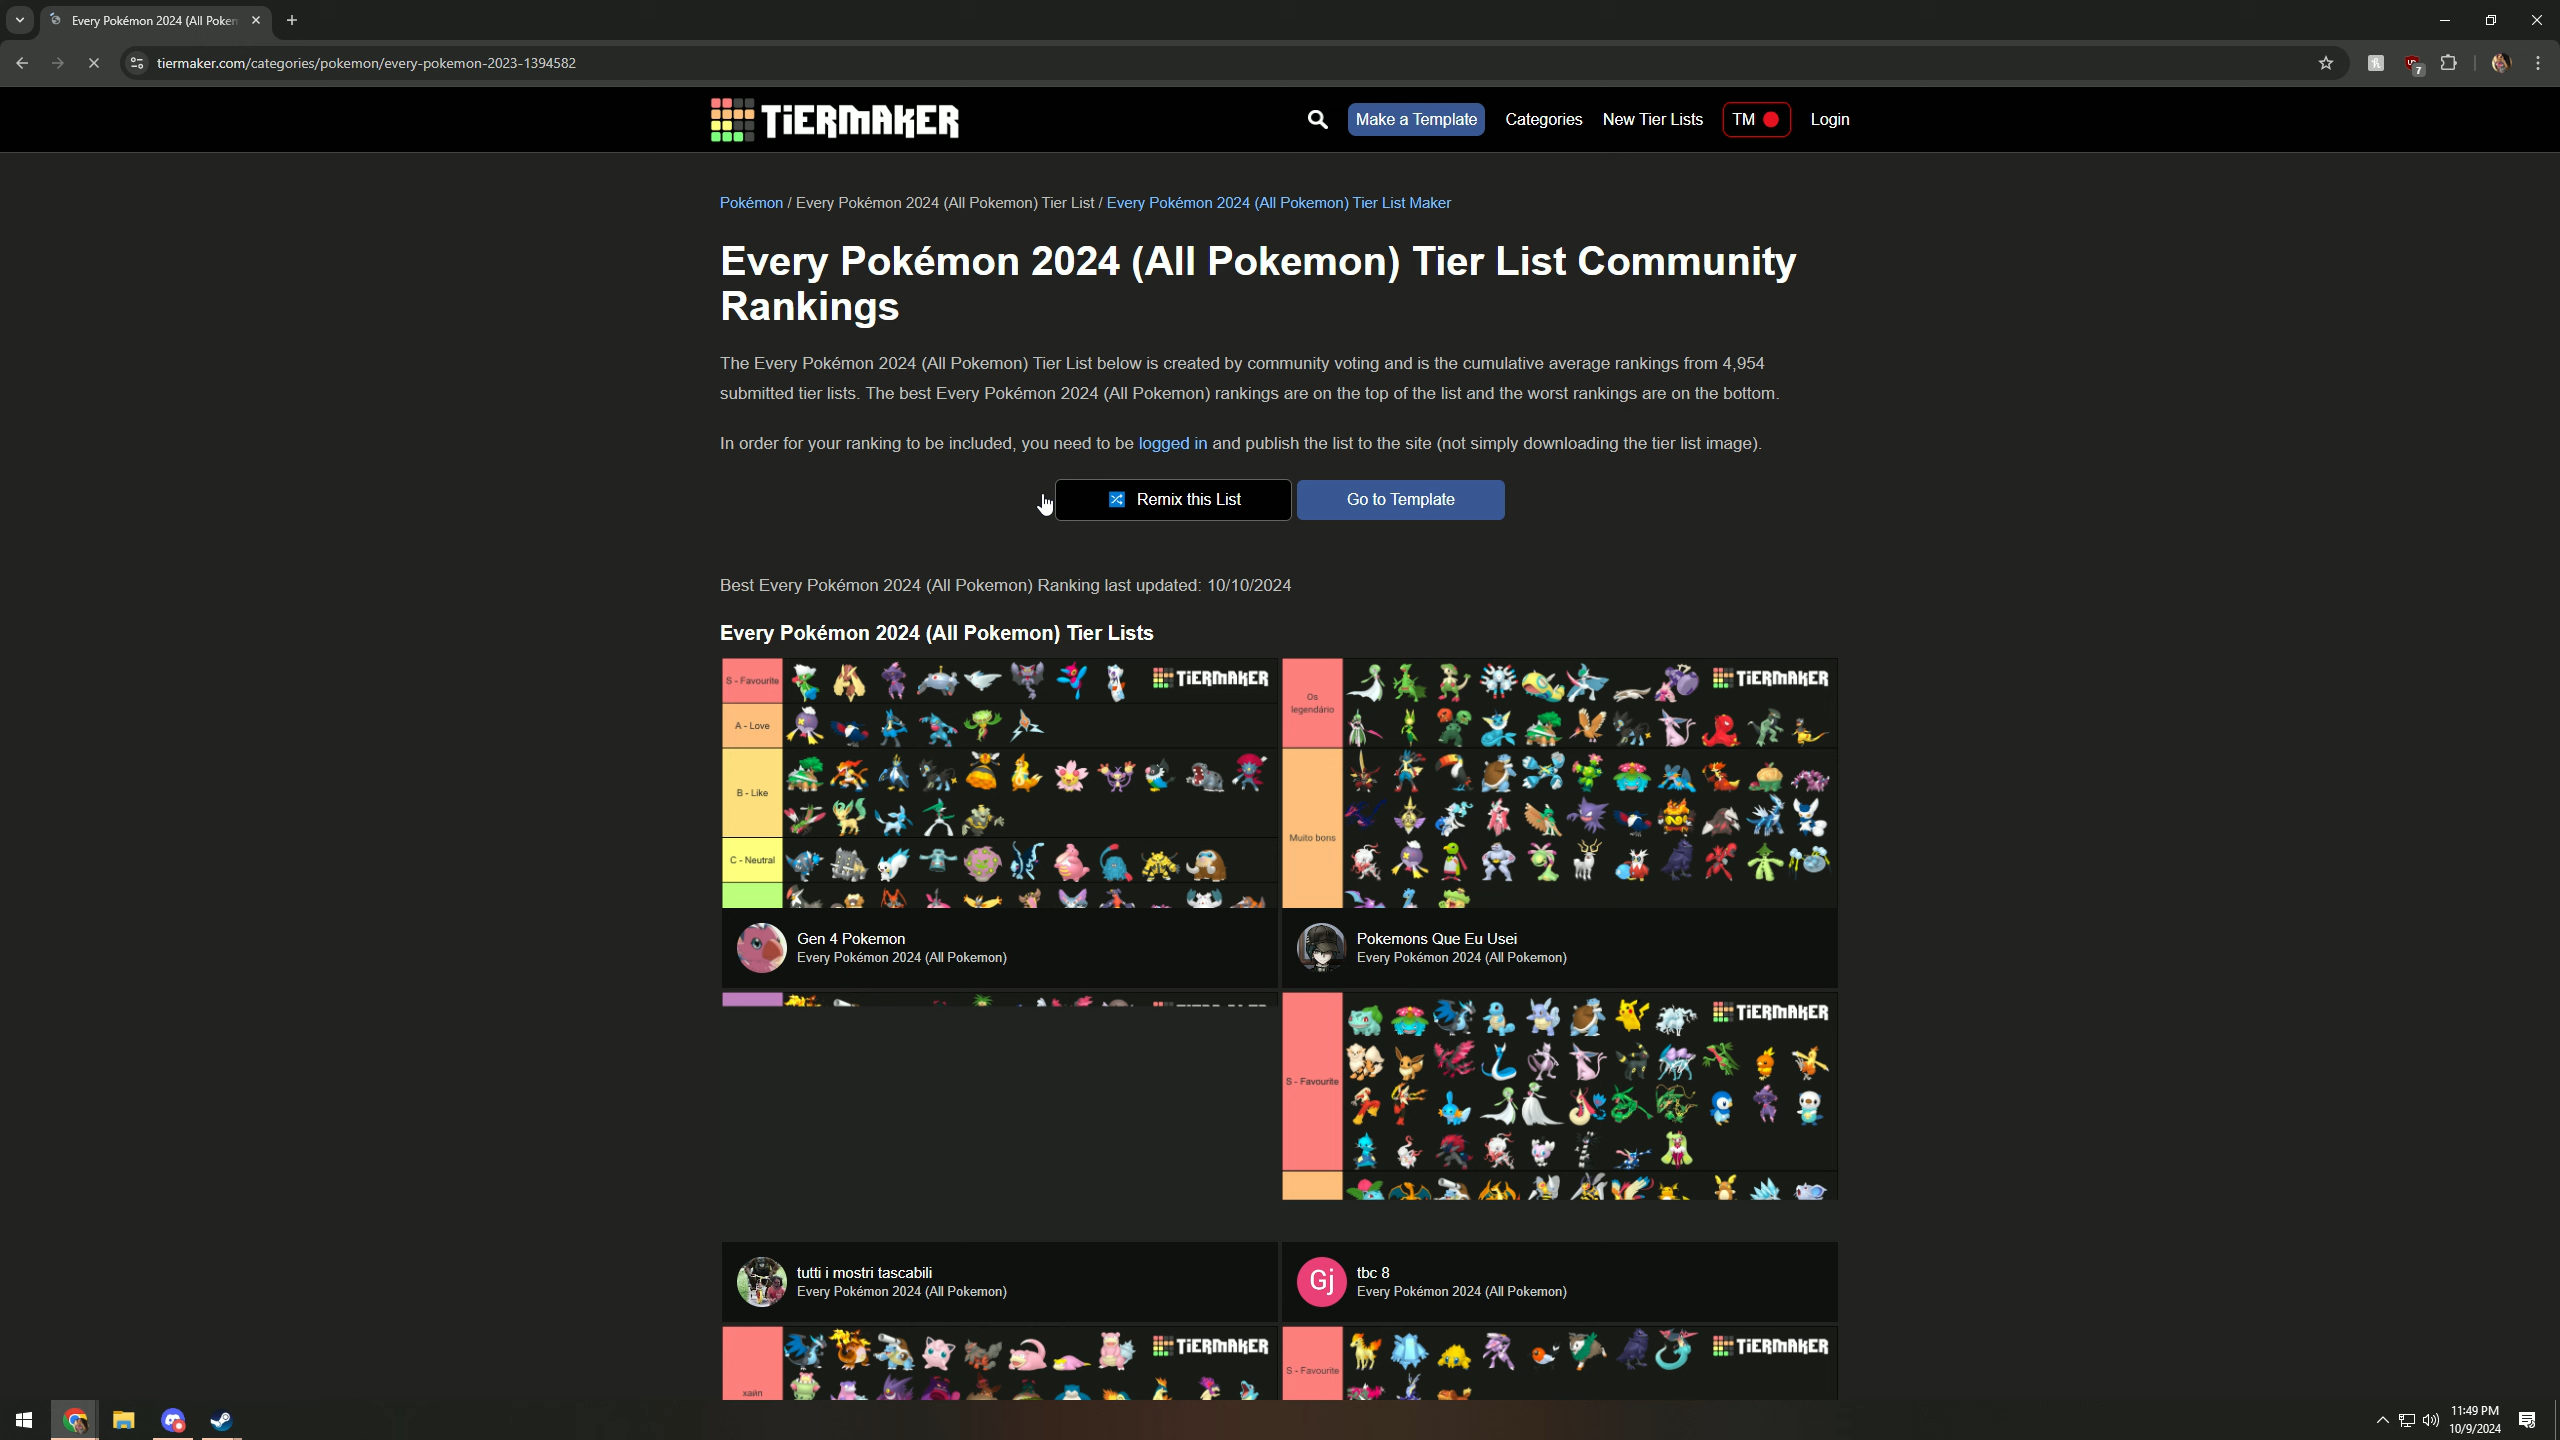 Every Pokémon 2024 (All Poken
tiermaker.com/categories/pokemon/every-pokemon-2023-1394582
7
TiERMAKER
Make a Template
Categories
New Tier Lists
TM
Login
Pokémon / Every Pokémon 2024 (All Pokemon) Tier List / Every Pokémon 2024 (All Pokemon) Tier List Maker
Every Pokémon 2024 (All Pokemon) Tier List Community
Rankings
The Every Pokémon 2024 (All Pokemon) Tier List below is created by community voting and is the cumulative average rankings from 4,954
submitted tier lists. The best Every Pokémon 2024 (All Pokemon) rankings are on the top of the list and the worst rankings are on the bottom.
In order for your ranking to be included, you need to be logged in and publish the list to the site (not simply downloading the tier list image).
Remix this List
Go to Template
Best Every Pokémon 2024 (All Pokemon) Ranking last updated: 10/10/2024
Every Pokémon 2024 (All Pokemon) Tier Lists
S - Favourite
TiERMAKER
A - Love
B - Like
C - Neutral
Gen 4 Pokemon
Every Pokémon 2024 (All Pokemon)
Os
legendário
TiERMAKER
Muito bons
Pokemons Que Eu Usei
Every Pokémon 2024 (All Pokemon)
tutti i mostri tascabili
Every Pokémon 2024 (All Pokemon)
S - Favourite
TiERMAKER
Gj
tbc 8
Every Pokémon 2024 (All Pokemon)
хайп
TiERMAKER
S - Favourite
TiERMAKER
11:49 PM
10/9/2024